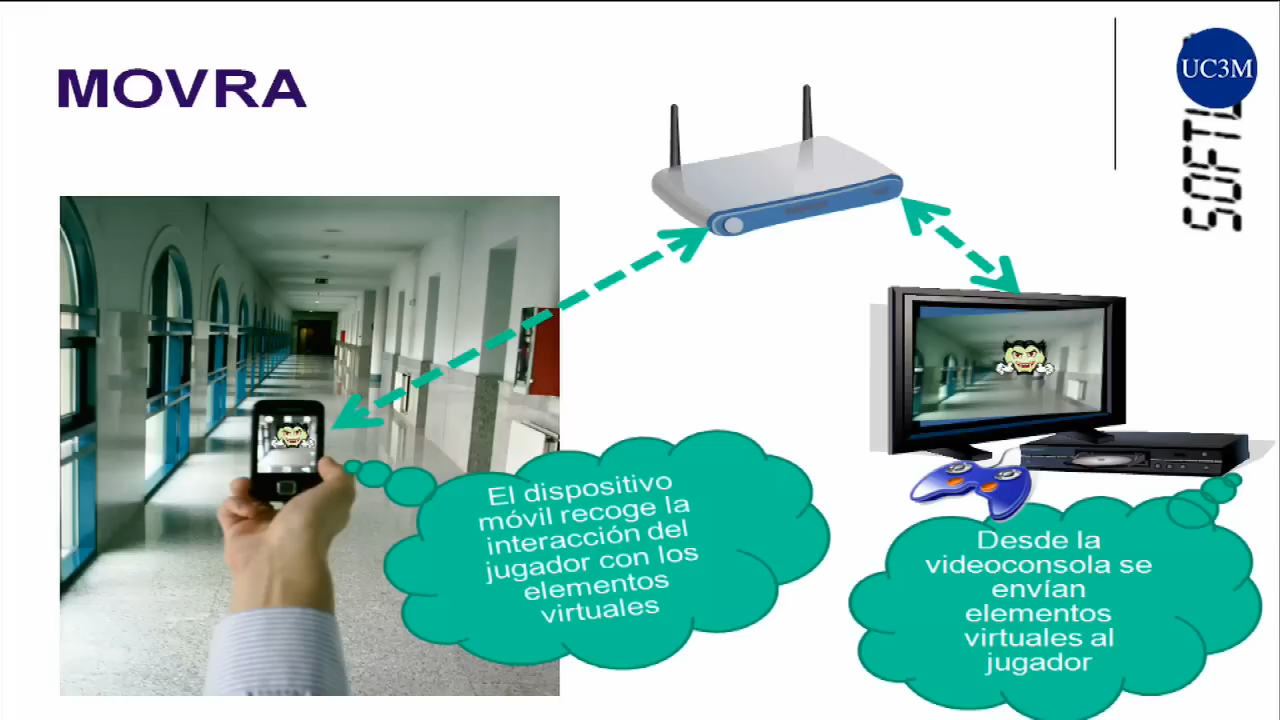 MOVRA
UC3M
El dispositivo
móvil recoge la
interacción del
jugador con los
elementos
virtuales
Desde la
videoconsola se
envían
elementos
virtuales al
jugador